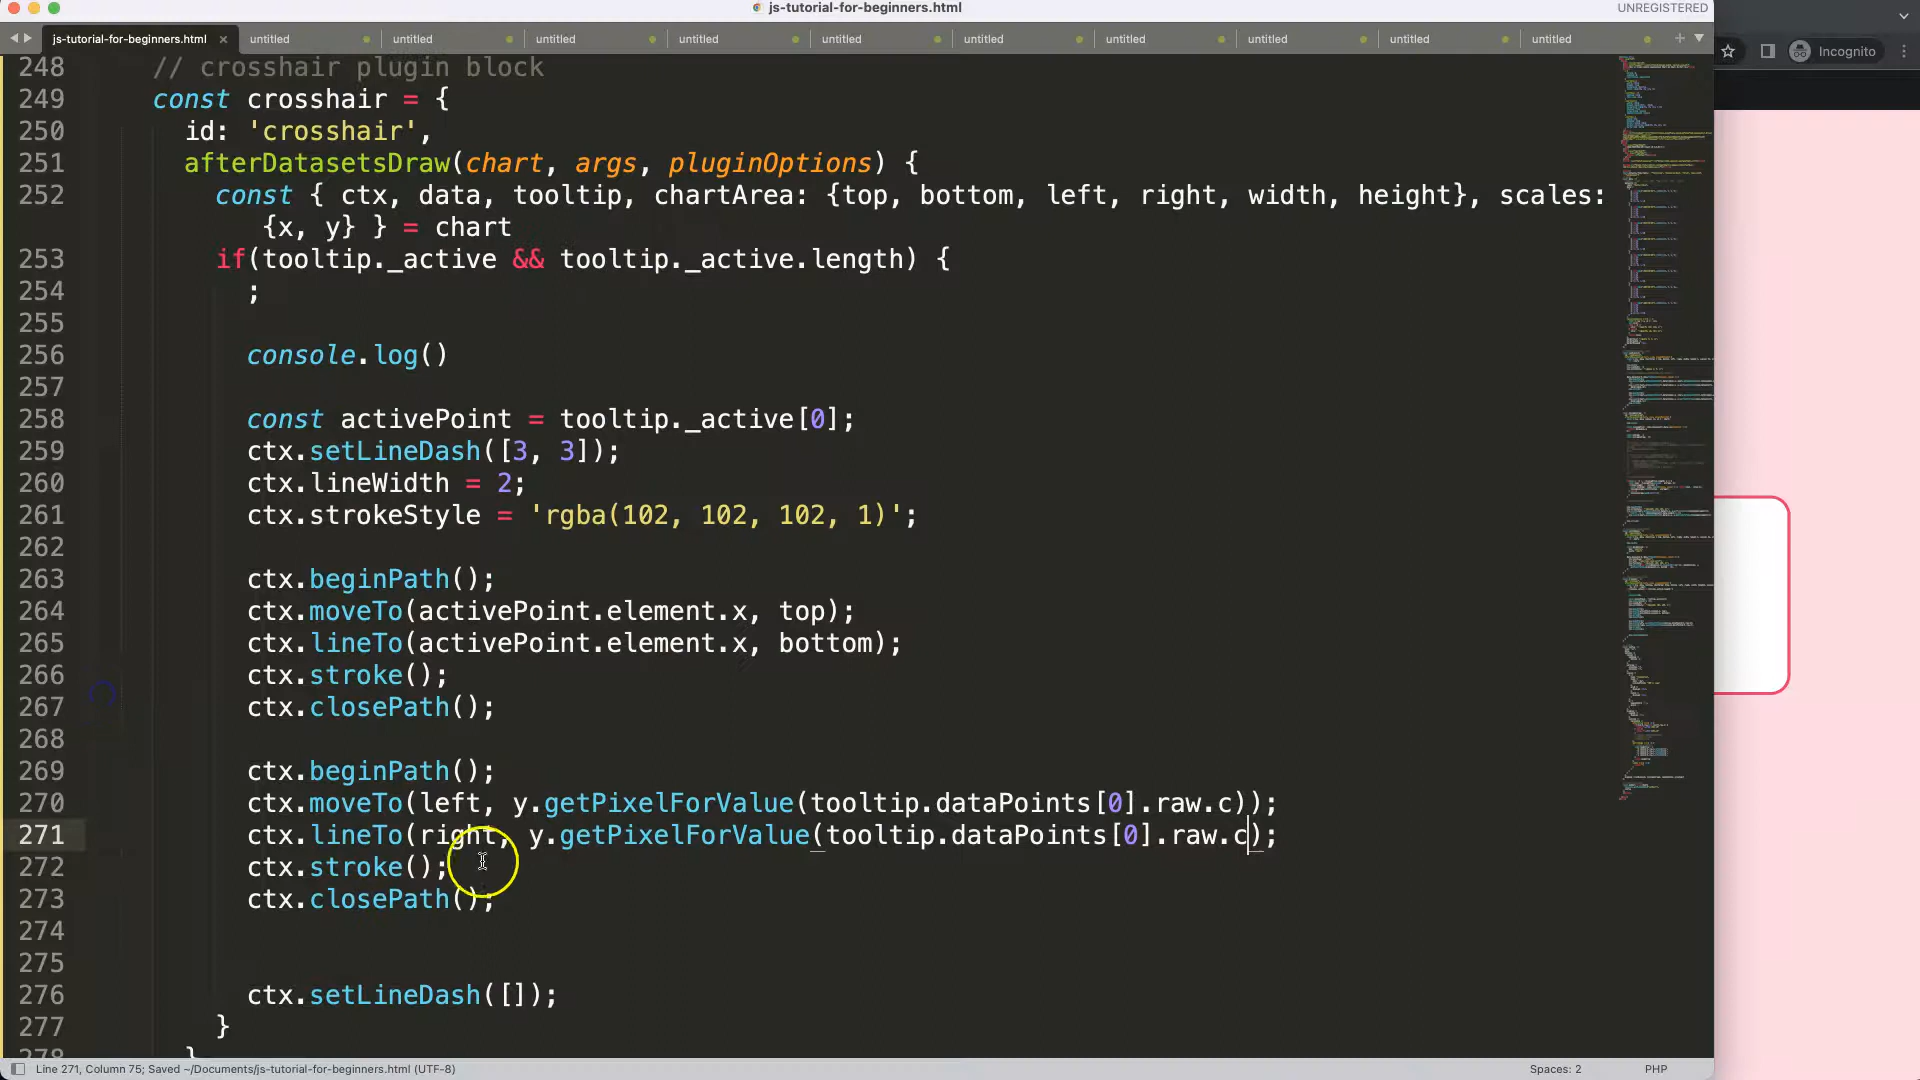 js-tutorial-for-beginners.html
UNREGISTERED
js-tutorial-for-beginners.html × untitled untitled untitled untitled untitled untitled untitled untitled untitled untitled
Incognito
248 // crosshair plugin block
249 const crosshair = {
250 id: 'crosshair',
251 afterDatasetsDraw(chart, args, pluginOptions) {
252 const { ctx, data, tooltip, chartArea: {top, bottom, left, right, width, height}, scales:
{x, y} } = chart
253 if(tooltip._active && tooltip._active.length) {
254 ;
255
256 console.log()
257
258 const activePoint = tooltip._active[0];
259 ctx.setLineDash([3, 3]);
260 ctx.lineWidth = 2;
261 ctx.strokeStyle = 'rgba(102, 102, 102, 1)';
262
263 ctx.beginPath();
264 ctx.moveTo(activePoint.element.x, top);
265 ctx.lineTo(activePoint.element.x, bottom);
266 ctx.stroke();
267 ctx.closePath();
268
269 ctx.beginPath();
270 ctx.moveTo(left, y.getPixelForValue(tooltip.dataPoints[0].raw.c));
271 ctx.lineTo(right, y.getPixelForValue(tooltip.dataPoints[0].raw.c);
272 ctx.stroke();
273 ctx.closePath();
274
275
276 ctx.setLineDash([]);
277 }
278 }
Line 271, Column 75; Saved ~/Documents/js-tutorial-for-beginners.html (UTF-8)
Spaces: 2
PHP